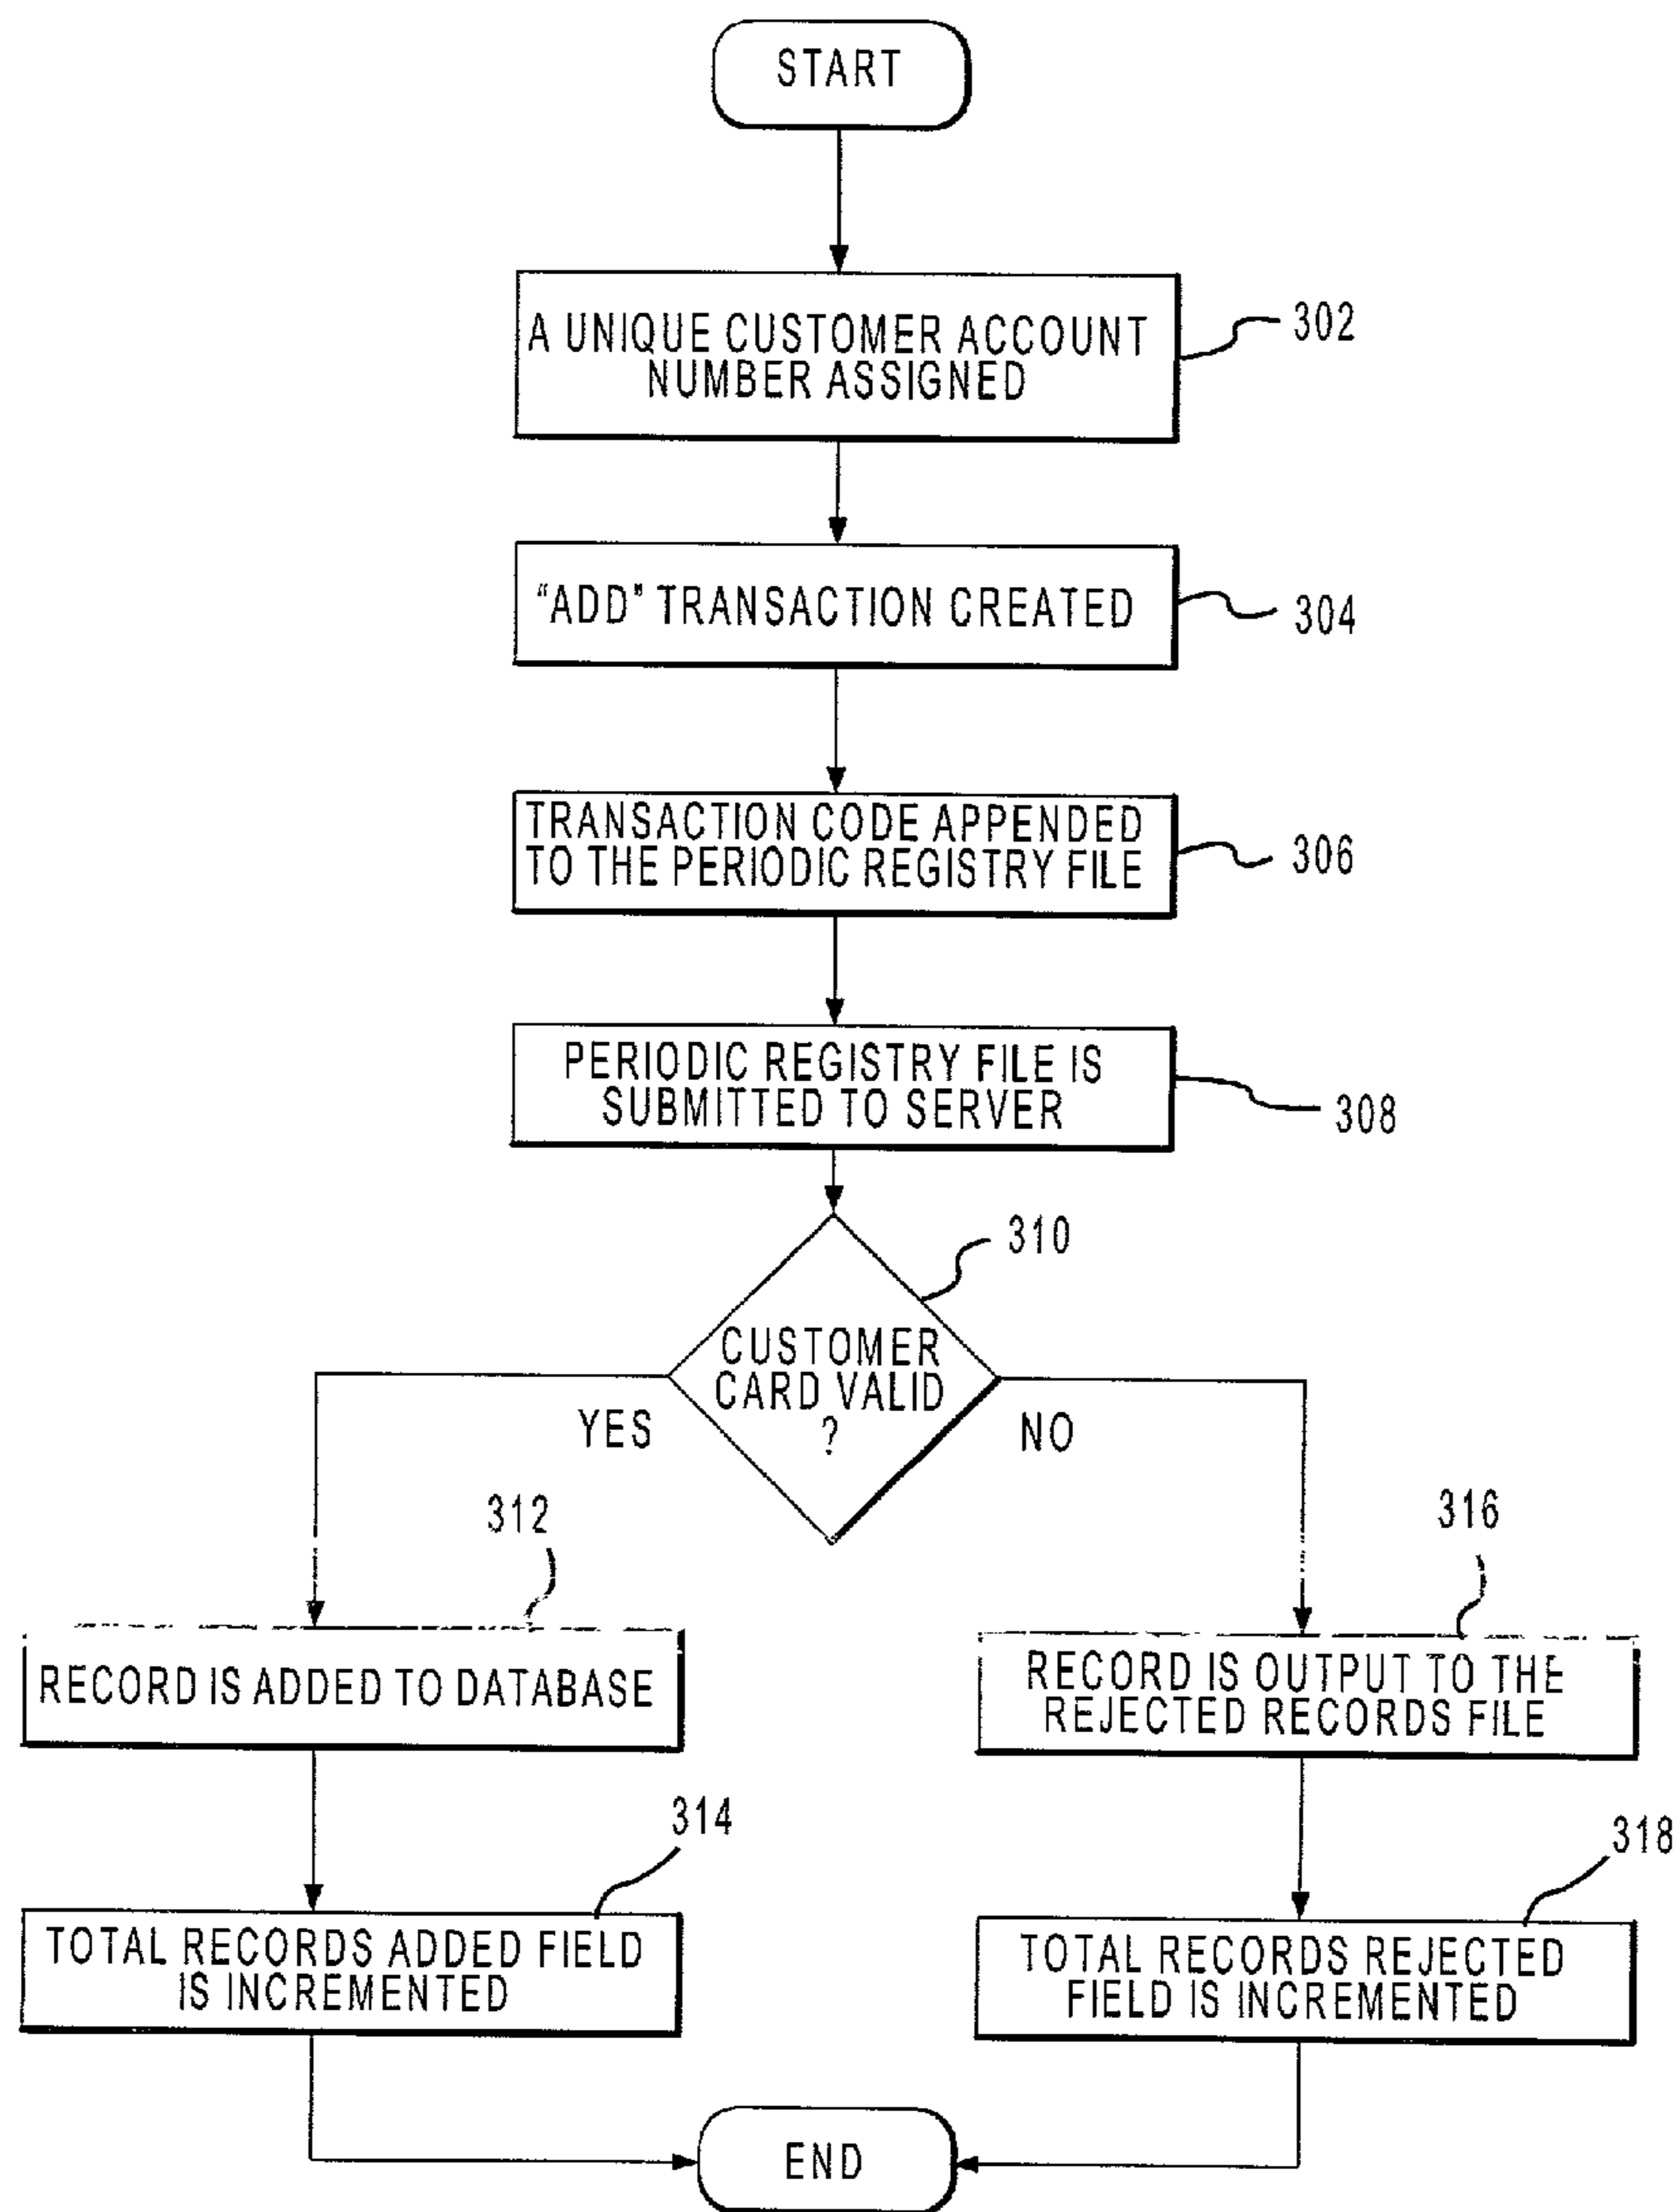 START
A UNIQUE CUSTOMER ACCOUNT
NUMBER ASSIGNED
302
"ADD" TRANSACTION CREATED
304
TRANSACTION CODE APPENDED
TO THE PERIODIC REGISTRY FILE
306
PERIODIC REGISTRY FILE IS
SUBMITTED TO SERVER
308
310
CUSTOMER
CARD VALID
?
YES
NO
312
RECORD IS ADDED TO DATABASE
316
RECORD IS OUTPUT TO THE
REJECTED RECORDS FILE
314
TOTAL RECORDS ADDED FIELD
IS INCREMENTED
318
TOTAL RECORDS REJECTED
FIELD IS INCREMENTED
END